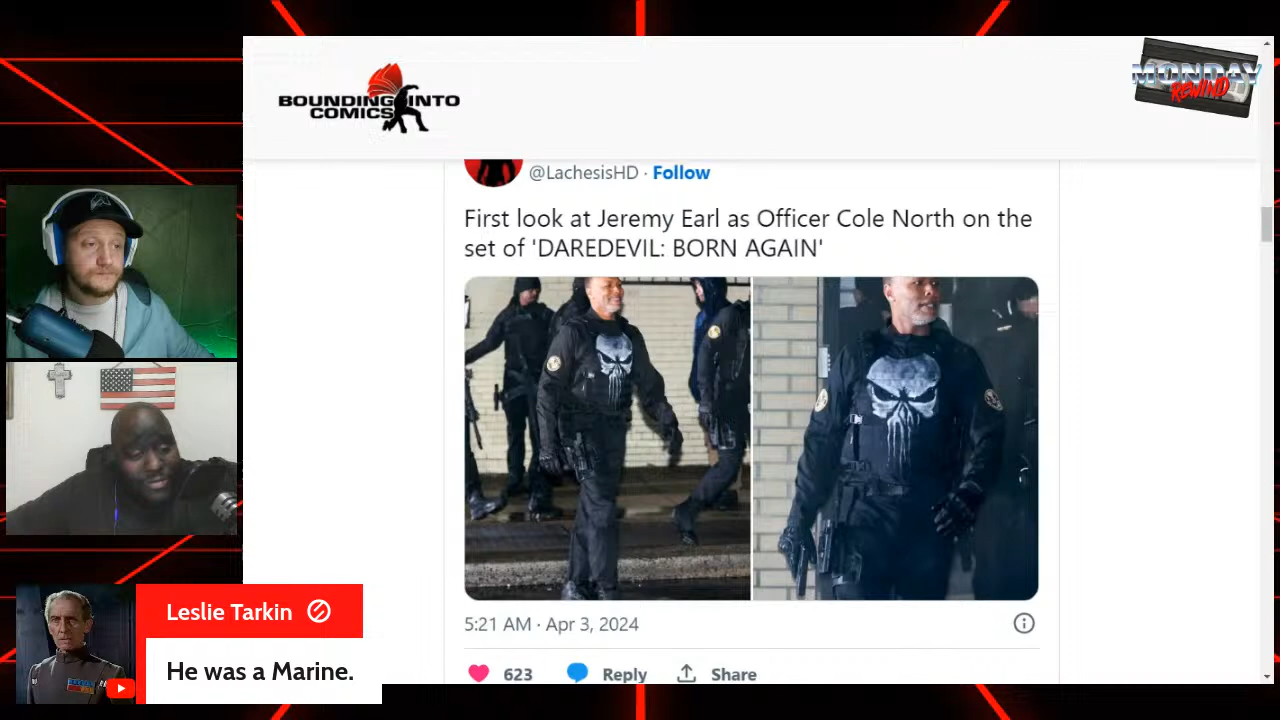 BOUNDING INTO
COMICS
MONDAY
REWIND
@LachesisHD · Follow
First look at Jeremy Earl as Officer Cole North on the
set of 'DAREDEVIL: BORN AGAIN'
5:21 AM · Apr 3, 2024
623 Reply Share
Leslie Tarkin
He was a Marine.